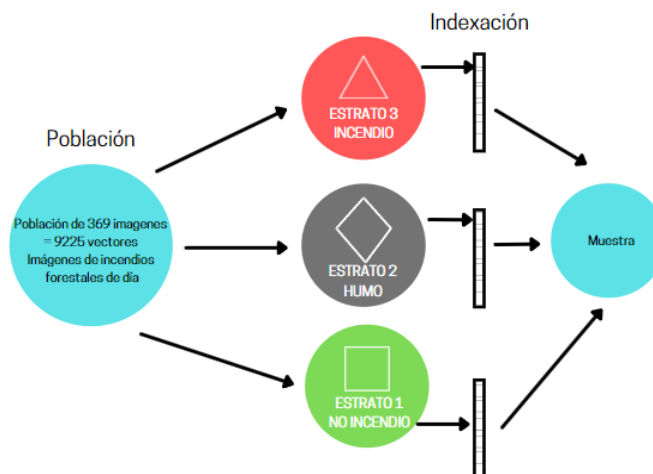 Indexación
Población
ESTRATO 3
INCENDIO
Población de 369 imagenes
= 9225 vectores
Imágenes de incendios
forestales de día
ESTRATO 2
HUMO
Muestra
ESTRATO 1
NO INCENDIO